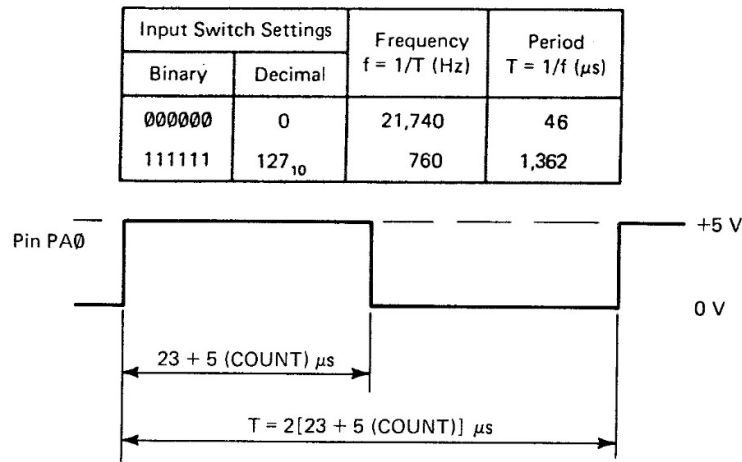 Input Switch Settings
Frequency
f = 1/T (Hz)
Period
T = 1/f (μs)
Binary
Decimal
000000
0
21,740
46
111111
127₁₀
760
1,362
Pin PA0
+5 V
0 V
23 + 5 (COUNT) μs
T = 2[23 + 5 (COUNT)] μs